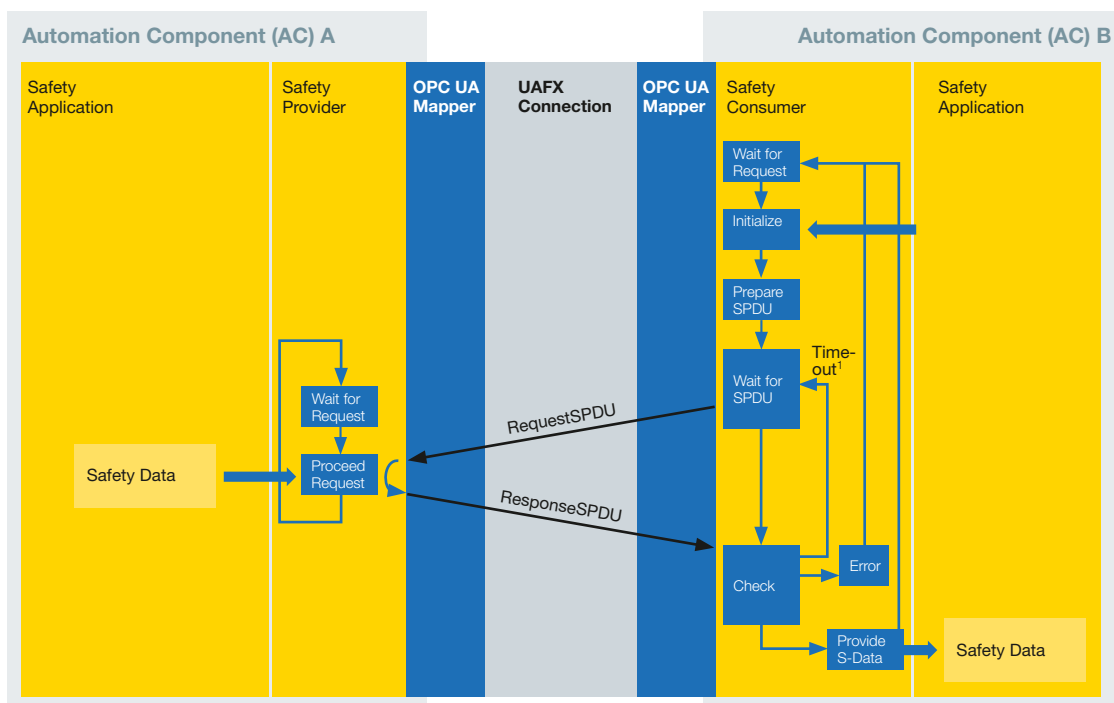 Automation Component (AC) A
Automation Component (AC) B
Safety
Application
Safety
Provider
OPC UA
Mapper
UAFX
Connection
OPC UA
Mapper
Safety
Consumer
Safety
Application
Wait for
Request
Initialize
Prepare
SPDU
Time-
out¹
Wait for
SPDU
RequestSPDU
Wait for
Request
Safety Data
Proceed
Request
ResponseSPDU
Check
Error
Provide
S-Data
Safety Data